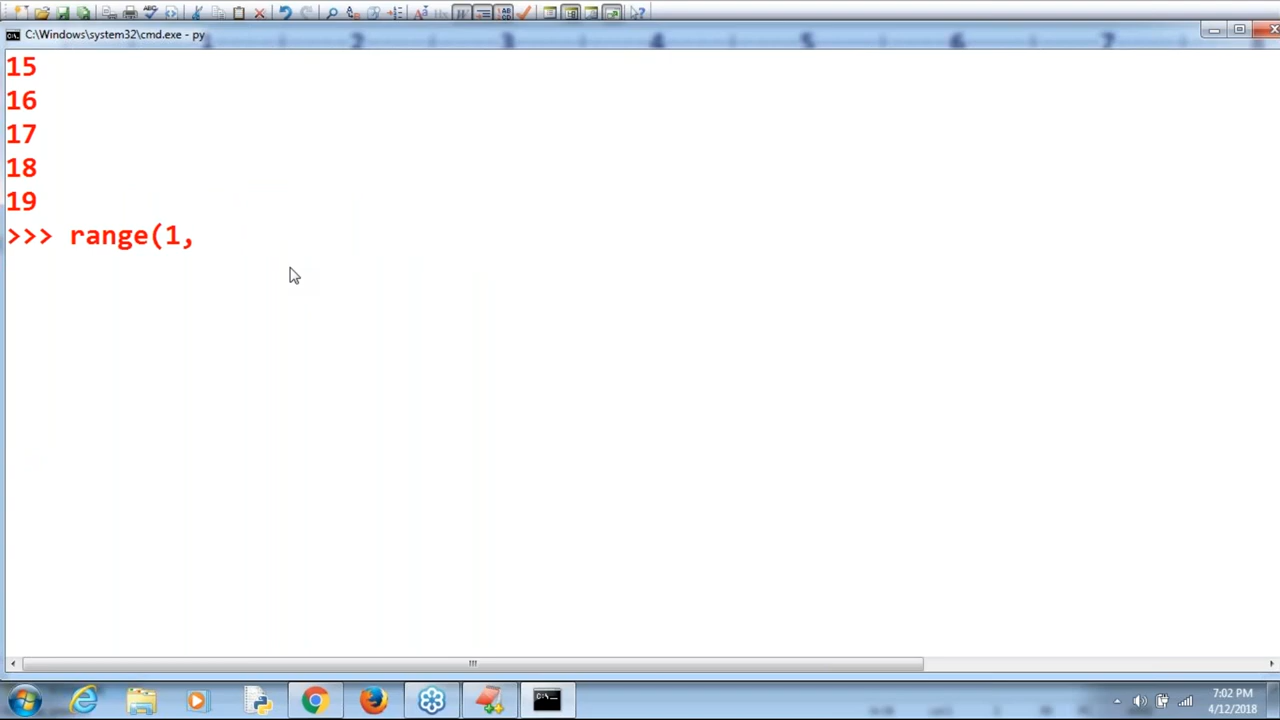 C:\Windows\system32\cmd.exe - py
15
16
17
18
19
>>> range(1,
7:02 PM
4/12/2018